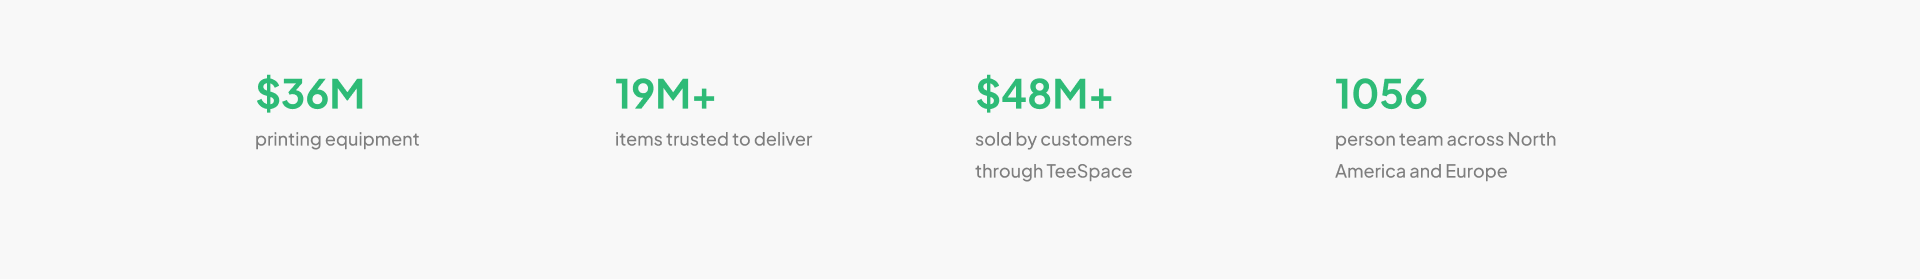 $36M
printing equipment
19M+
items trusted to deliver
$48M+
sold by customers
through TeeSpace
1056
person team across North
America and Europe